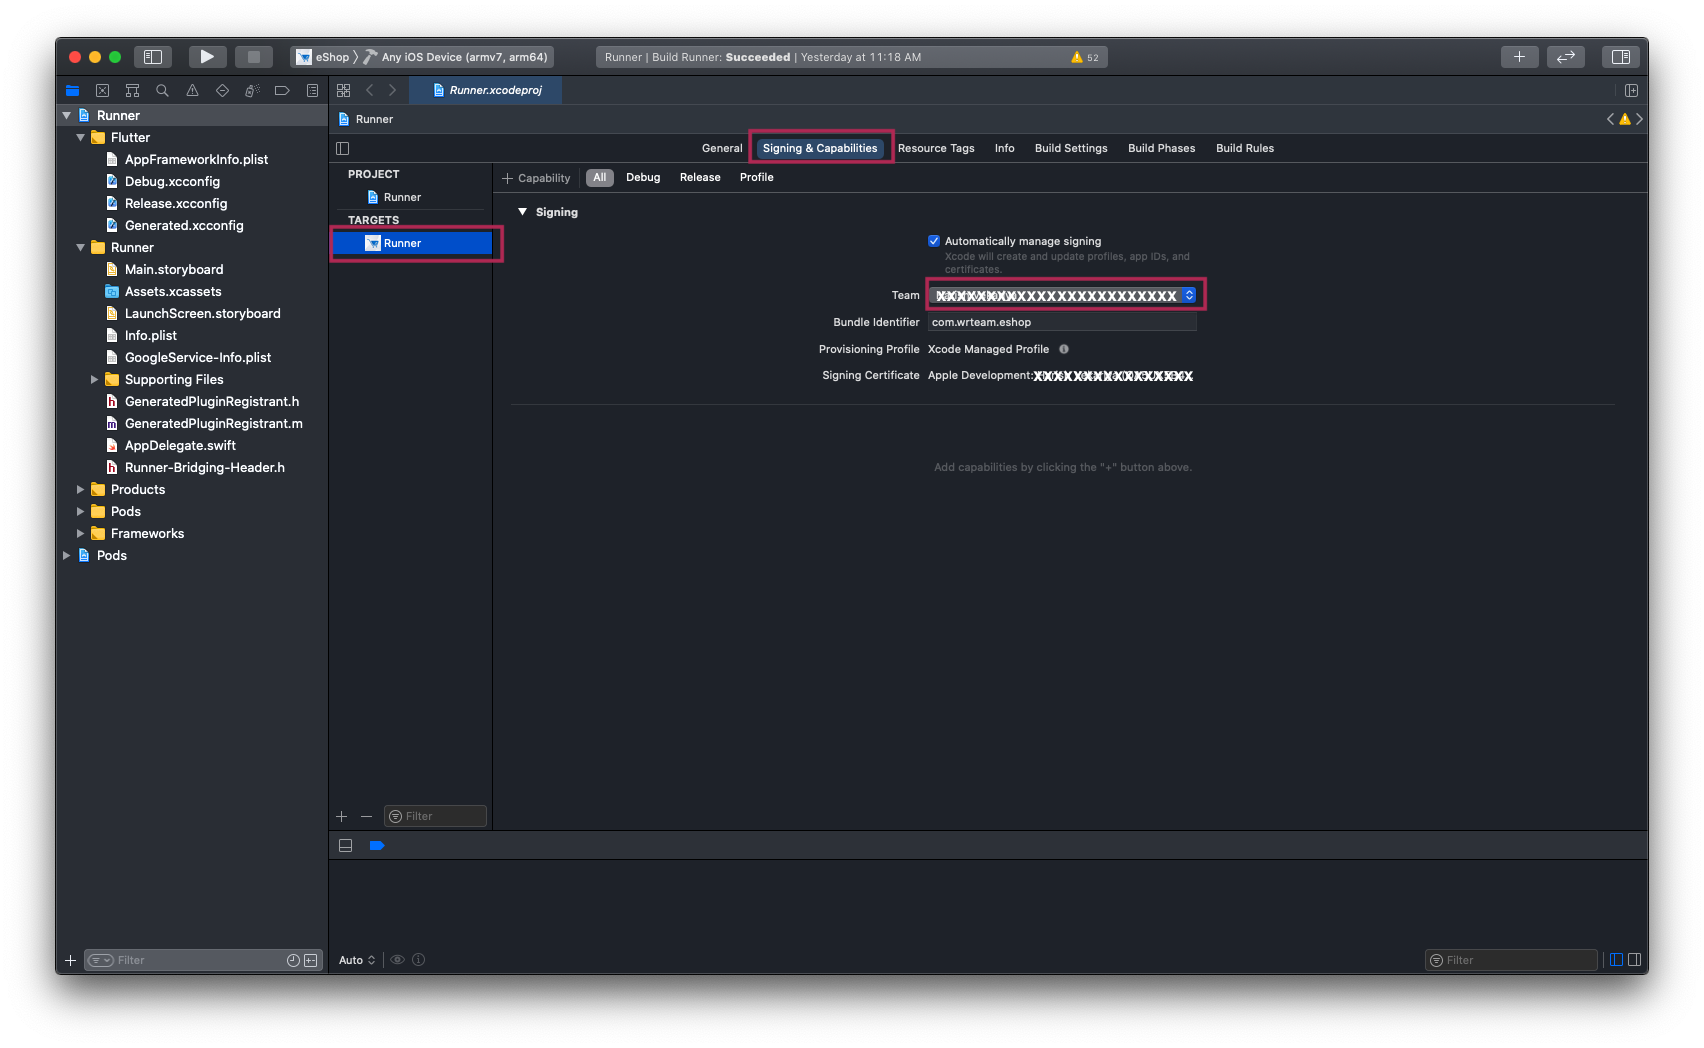 eShop Any iOS Device (armv7, arm64)
Runner | Build Runner: Succeeded | Yesterday at 11:18 AM
52
Runner.xcodeproj
Runner
Flutter
AppFrameworkInfo.plist
Debug.xcconfig
Release.xcconfig
Generated.xcconfig
Runner
Main.storyboard
Assets.xcassets
LaunchScreen.storyboard
Info.plist
GoogleService-Info.plist
Supporting Files
GeneratedPluginRegistrant.h
GeneratedPluginRegistrant.m
AppDelegate.swift
Runner-Bridging-Header.h
Products
Pods
Frameworks
Pods
Filter
Runner
General Signing & Capabilities Resource Tags Info Build Settings Build Phases Build Rules
PROJECT
Runner
TARGETS
Runner
Filter
+ Capability All Debug Release Profile
Signing
Automatically manage signing
Xcode will create and update profiles, app IDs, and
certificates.
Team XXXXXXXXXXXXXXXXXXXXXXXX
Bundle Identifier com.wrteam.eshop
Provisioning Profile Xcode Managed Profile
Signing Certificate Apple Development: XXXXXXXXXXXXXXXX
Add capabilities by clicking the "+" button above.
Auto
Filter